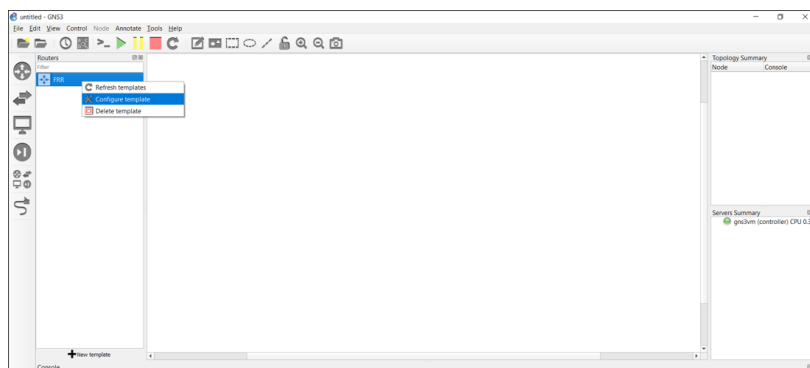 untitled - GNS3
File Edit View Control Node Annotate Tools Help
Routers
Filter
FRR
Refresh templates
Configure template
Delete template
New template
Console
Topology Summary
Node Console
Servers Summary
gns3vm (controller) CPU 0.3